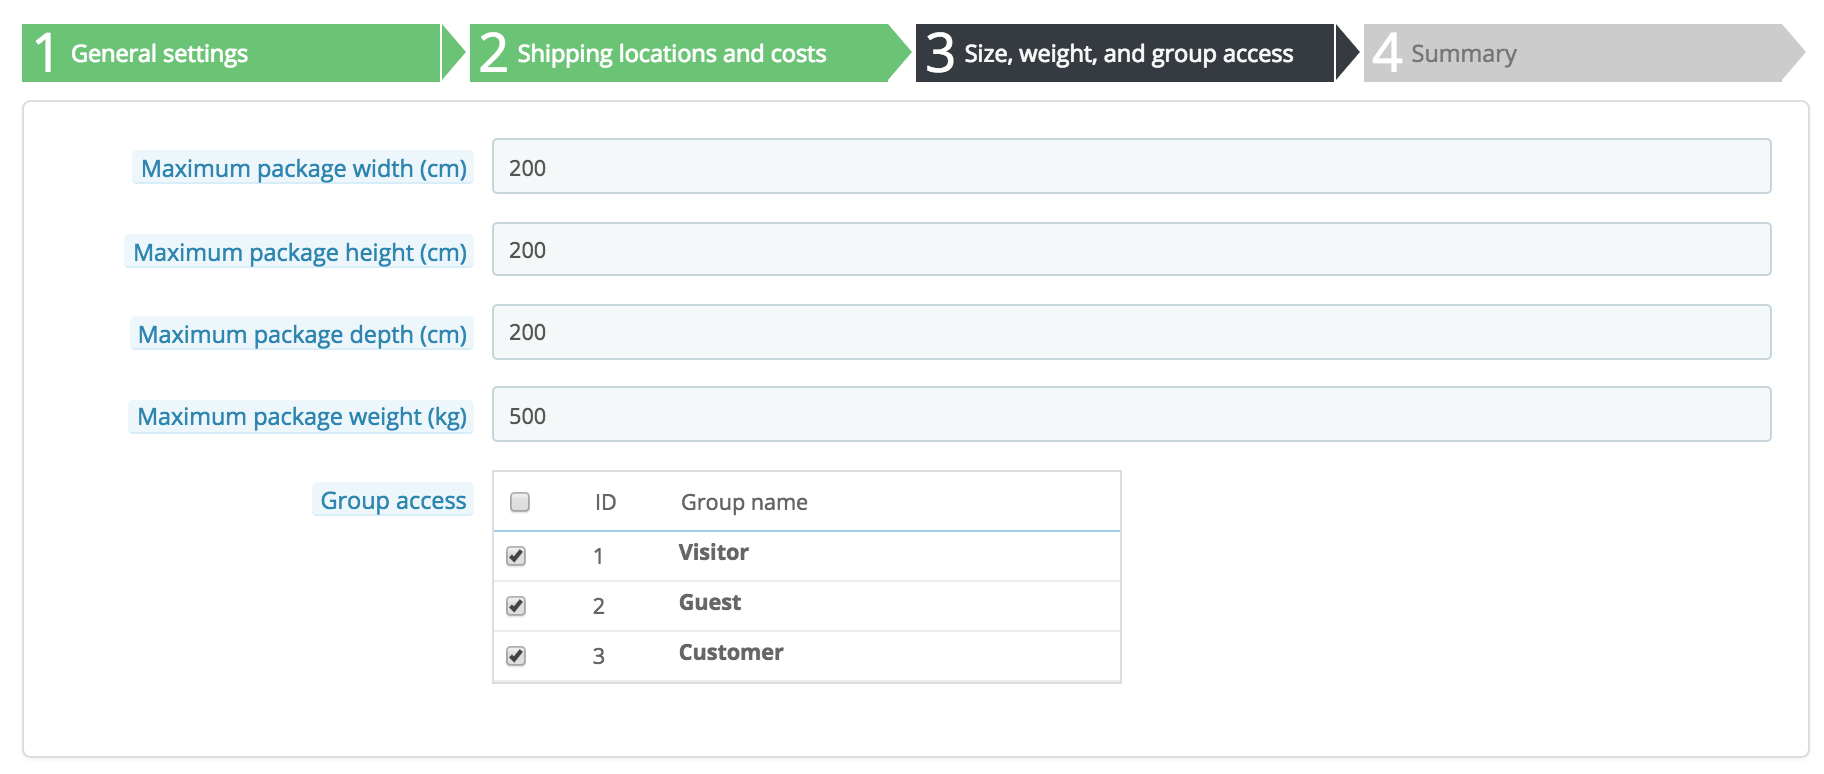 1 General settings 2 Shipping locations and costs 3 Size, weight, and group access 4 Summary
Maximum package width (cm) 200
Maximum package height (cm) 200
Maximum package depth (cm) 200
Maximum package weight (kg) 500
Group access ID Group name
1 Visitor
2 Guest
3 Customer